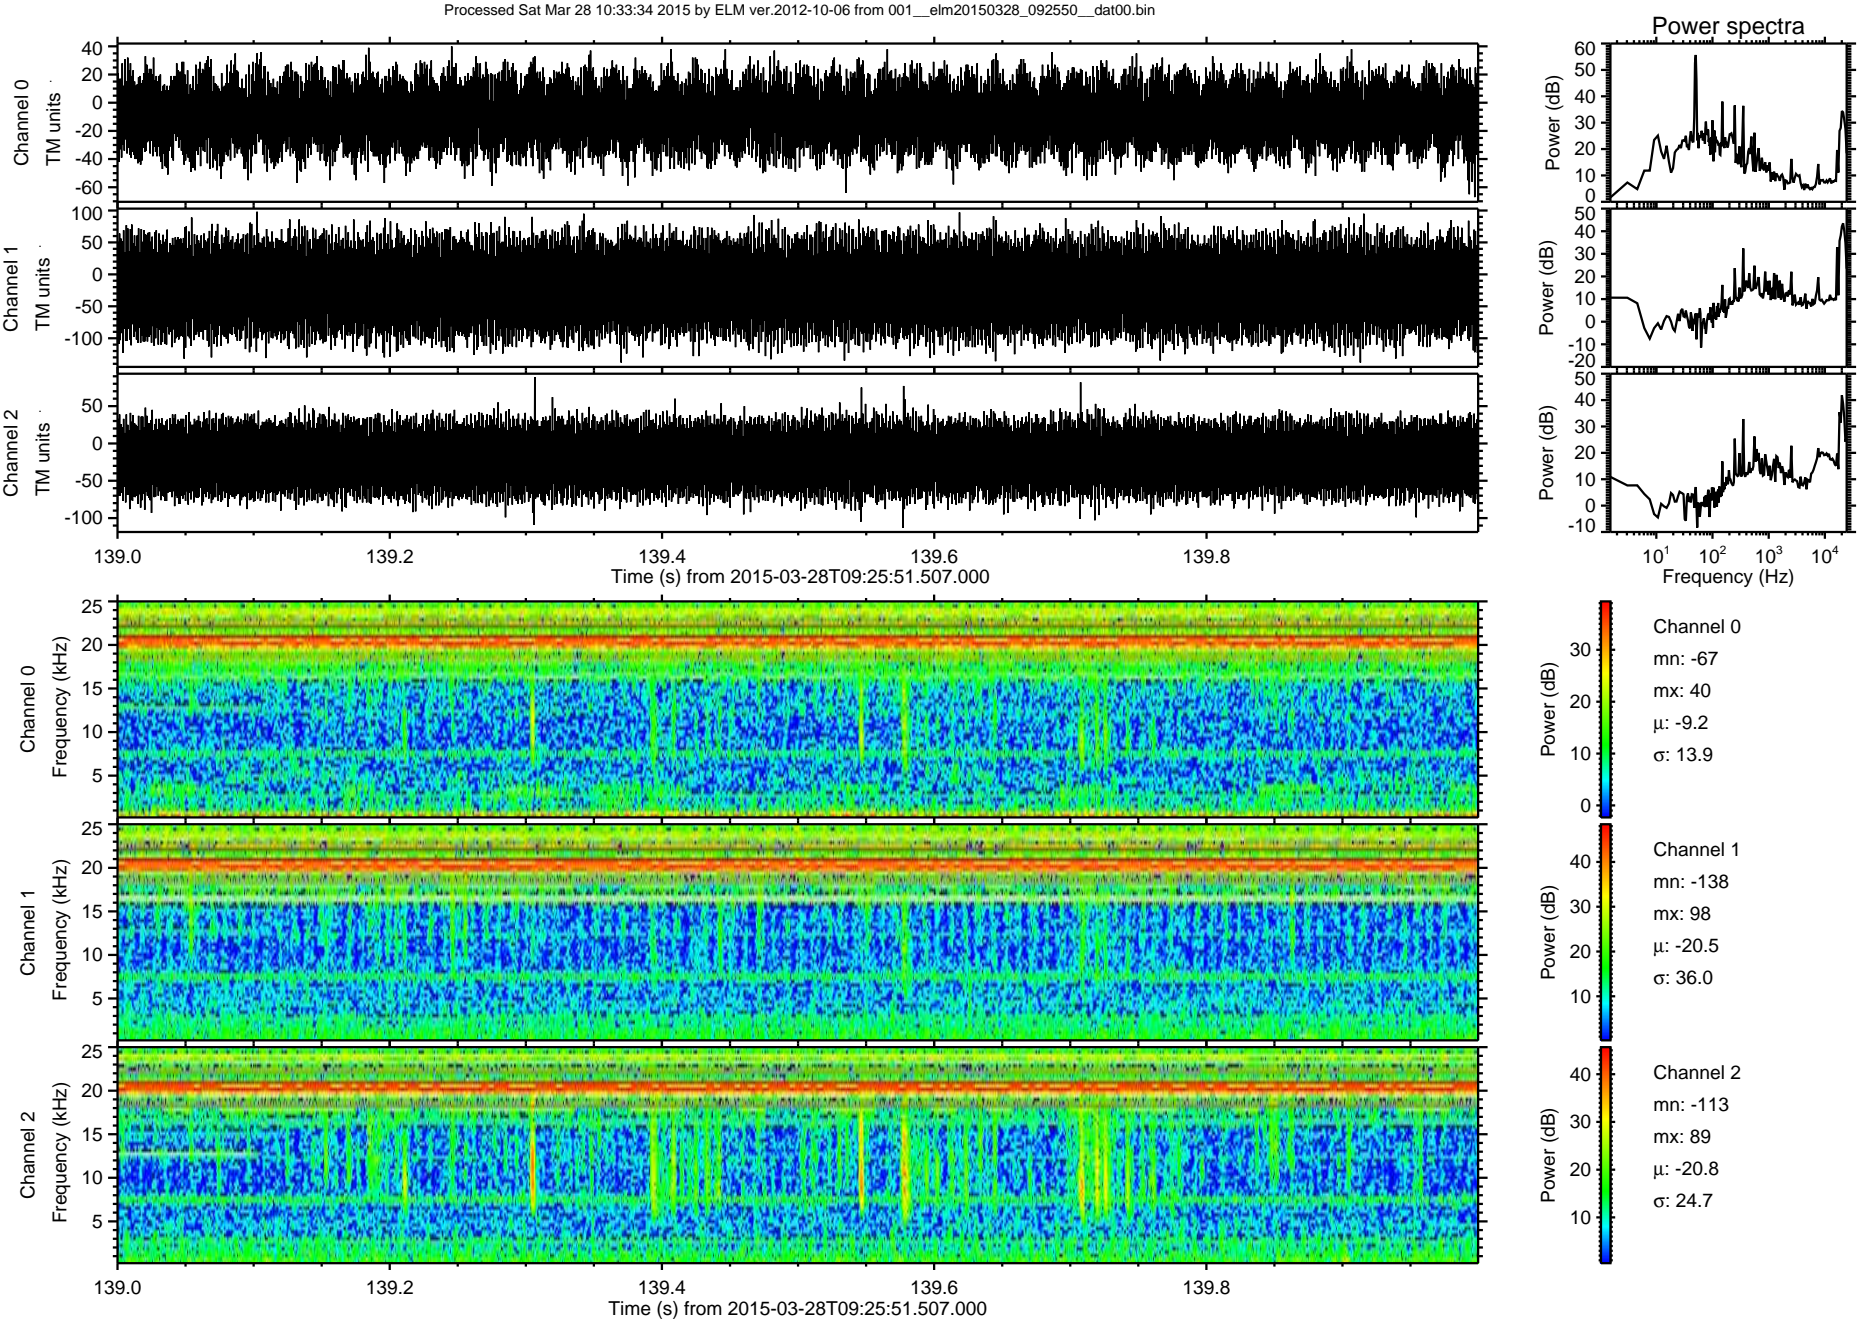 Processed Sat Mar 28 10:33:34 2015 by ELM ver.2012-10-06 from 001__elm20150328_092550__dat00.bin
Power spectra
Channel 0
TM units
40
20
0
-20
-40
-60
Power (dB)
60
50
40
30
20
10
0
Channel 1
TM units
100
50
0
-50
-100
Power (dB)
50
40
30
20
10
0
-10
-20
Channel 2
TM units
50
0
-50
-100
Power (dB)
50
40
30
20
10
0
-10
139.0 139.2 139.4 139.6 139.8
Time (s) from 2015-03-28T09:25:51.507.000
10¹ 10² 10³ 10⁴
Frequency (Hz)
Channel 0
Frequency (kHz)
25
20
15
10
5
Power (dB)
30
20
10
0
Channel 0
mn: -67
mx: 40
μ: -9.2
σ: 13.9
Channel 1
Frequency (kHz)
25
20
15
10
5
Power (dB)
40
30
20
10
Channel 1
mn: -138
mx: 98
μ: -20.5
σ: 36.0
Channel 2
Frequency (kHz)
25
20
15
10
5
Power (dB)
40
30
20
10
Channel 2
mn: -113
mx: 89
μ: -20.8
σ: 24.7
139.0 139.2 139.4 139.6 139.8
Time (s) from 2015-03-28T09:25:51.507.000